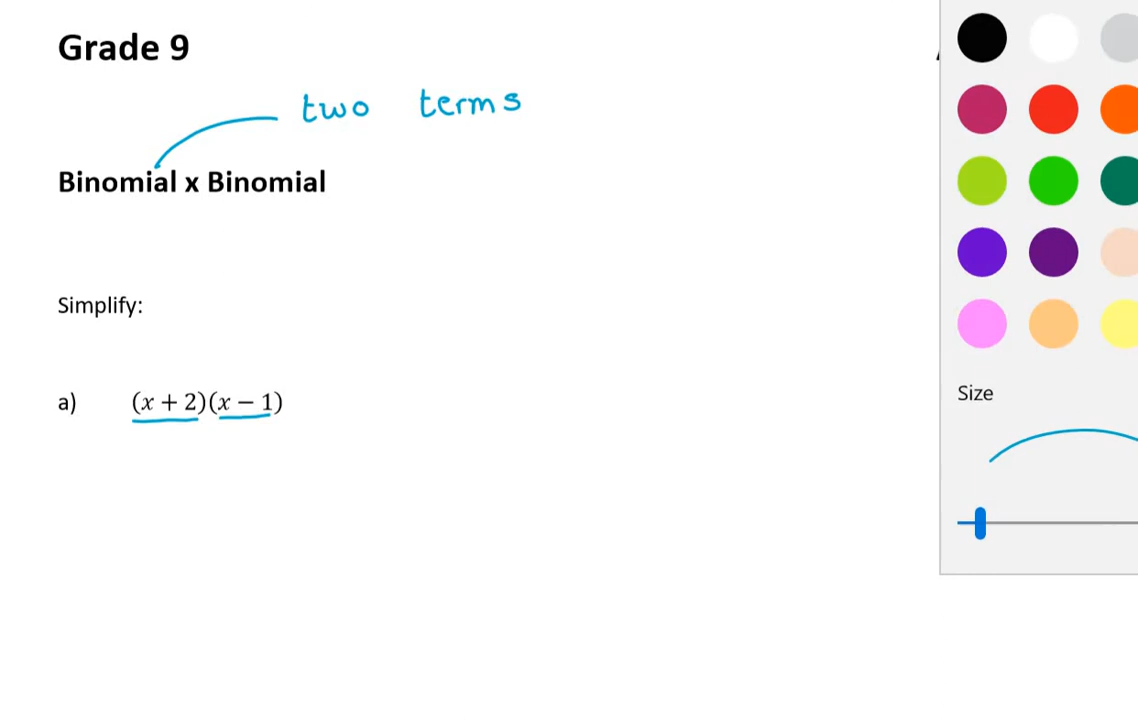 Grade 9
two terms
Binomial x Binomial
Simplify:
a) (x + 2)(x − 1)
Size